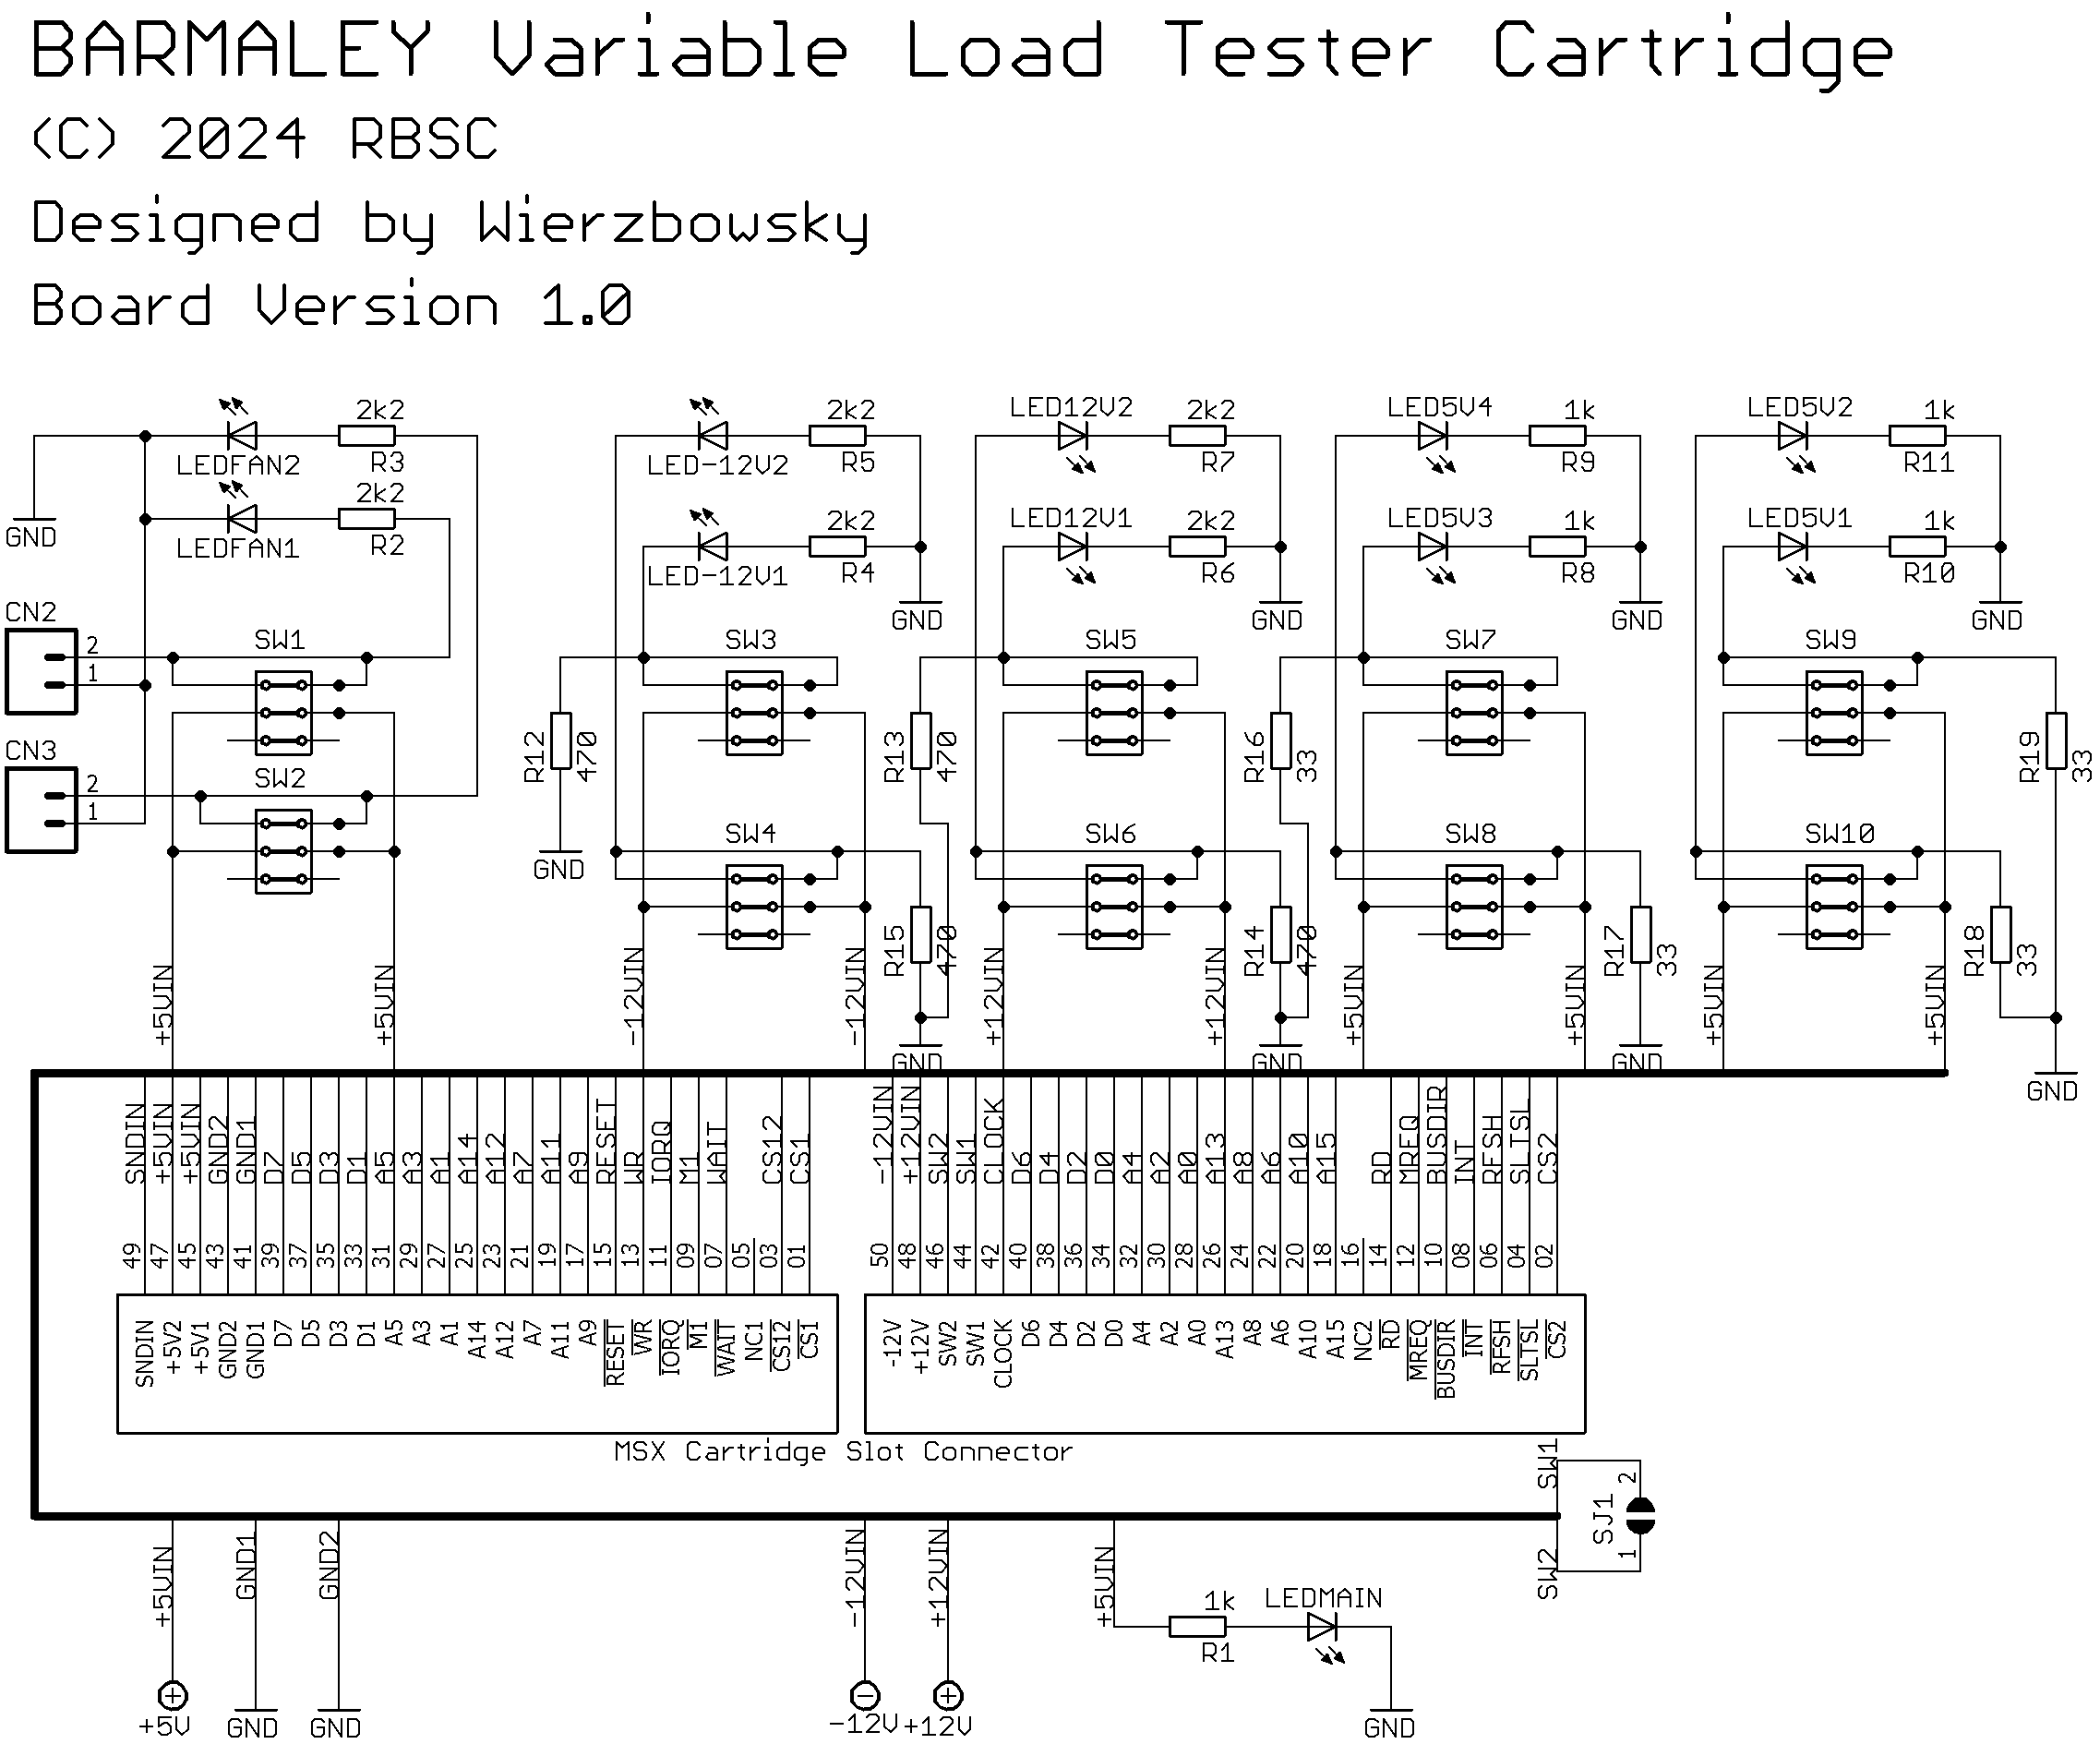 BARMALEY Variable Load Tester Cartridge
(C) 2024 RBSC
Designed by Wierzbowsky
Board Version 1.0
2k2 2k2 LED12V2 2k2 LED5V4 1k LED5V2 1k
LEDFAN2 R3 LED-12V2 R5 R7 R9 R11
2k2
LEDFAN1 R2
GND
2k2 LED12V1 2k2 LED5V3 1k LED5V1 1k
LED-12V1 R4 R6 R8 R10
GND GND GND GND
CN2
2
1
SW1 SW3 SW5 SW7 SW9
R12 470 R13 470 R16 33 R19 33
CN3
2
1
SW2 SW4 SW6 SW8 SW10
GND
R15 470 R14 470 R17 33 R18 33
+5VIN +5VIN -12VIN -12VIN +12VIN +12VIN +5VIN +5VIN +5VIN +5VIN
GND GND GND GND
SNDIN +5VIN +5VIN GND2 GND1 D7 D5 D3 D1 A5 A3 A1 A14 A12 A7 A11 A9 RESET WR IORQ M1 WAIT CS12 CS1
-12VIN +12VIN SW2 SW1 CLOCK D6 D4 D2 D0 A4 A2 A0 A13 A8 A6 A10 A15 RD MREQ BUSDIR INT RFSH SLTSL CS2
49 47 45 43 41 39 37 35 33 31 29 27 25 23 21 19 17 15 13 11 09 07 05 03 01
50 48 46 44 42 40 38 36 34 32 30 28 26 24 22 20 18 16 14 12 10 08 06 04 02
SNDIN +5V2 +5V1 GND2 GND1 D7 D5 D3 D1 A5 A3 A1 A14 A12 A7 A11 A9 RESET WR IORQ M1 WAIT NC1 CS12 CS1
-12V +12V SW2 SW1 CLOCK D6 D4 D2 D0 A4 A2 A0 A13 A8 A6 A10 A15 NC2 RD MREQ BUSDIR INT RFSH SLTSL CS2
MSX Cartridge Slot Connector
SW1 2
SJ1
SW2 1
+5VIN GND1 GND2 -12VIN +12VIN +5VIN
1k LEDMAIN
R1
+5V GND GND -12V +12V GND